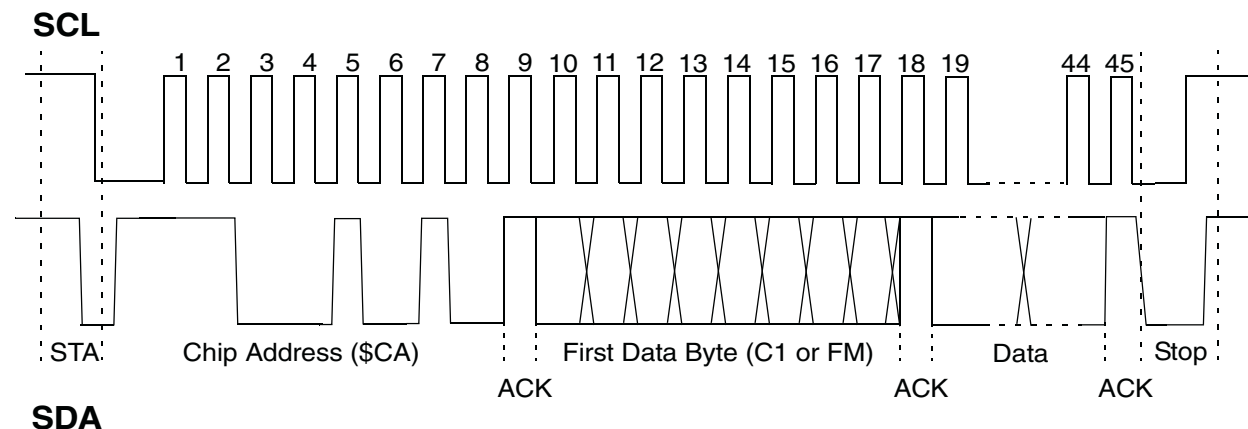 SCL
1 2 3 4 5 6 7 8 9 10 11 12 13 14 15 16 17 18 19 44 45
STA Chip Address ($CA) First Data Byte (C1 or FM) Data Stop
ACK ACK ACK
SDA